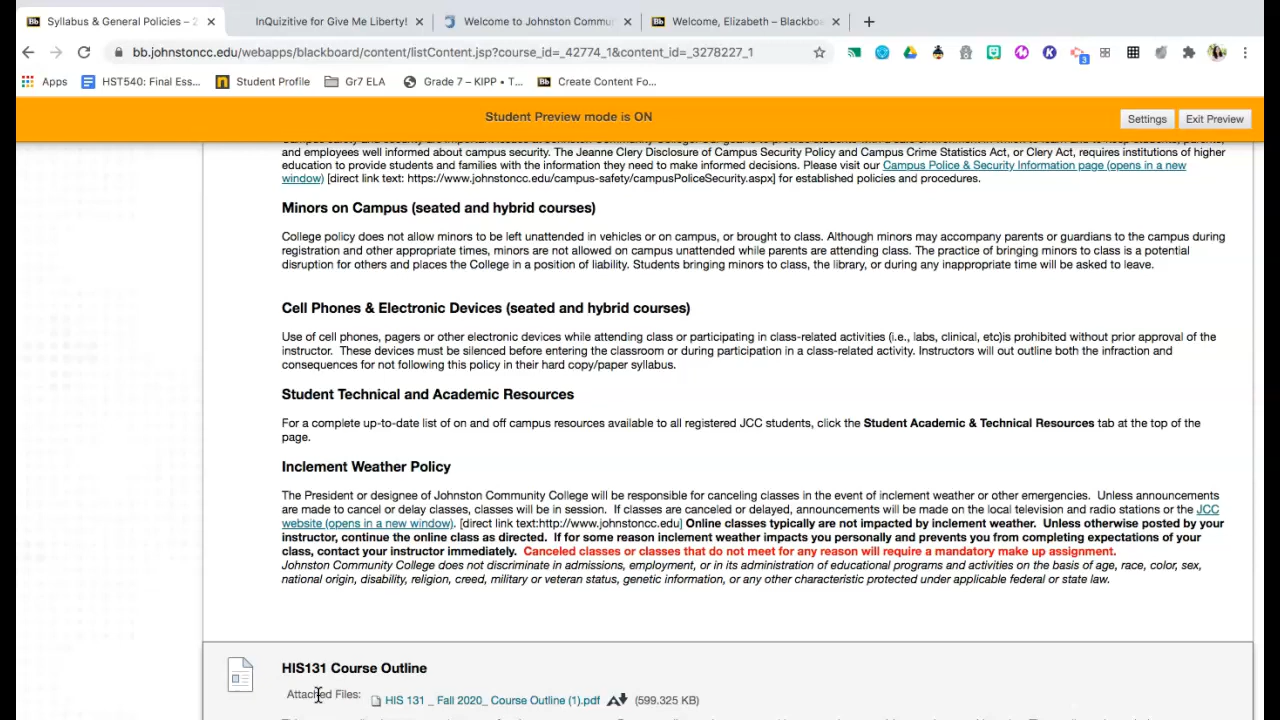 Syllabus & General Policies – 2
InQuizitive for Give Me Liberty!
Welcome to Johnston Commun
Welcome, Elizabeth – Blackboa
bb.johnstoncc.edu/webapps/blackboard/content/listContent.jsp?course_id=_42774_1&content_id=_3278227_1
Apps
HST540: Final Ess...
Student Profile
Gr7 ELA
Grade 7 – KIPP • T...
Create Content Fo...
Student Preview mode is ON
Settings
Exit Preview
and employees well informed about campus security. The Jeanne Clery Disclosure of Campus Security Policy and Campus Crime Statistics Act, or Clery Act, requires institutions of higher
education to provide students and families with the information they need to make informed decisions. Please visit our Campus Police & Security Information page (opens in a new
window) [direct link text: https://www.johnstoncc.edu/campus-safety/campusPoliceSecurity.aspx] for established policies and procedures.
Minors on Campus (seated and hybrid courses)
College policy does not allow minors to be left unattended in vehicles or on campus, or brought to class. Although minors may accompany parents or guardians to the campus during
registration and other appropriate times, minors are not allowed on campus unattended while parents are attending class. The practice of bringing minors to class is a potential
disruption for others and places the College in a position of liability. Students bringing minors to class, the library, or during any inappropriate time will be asked to leave.
Cell Phones & Electronic Devices (seated and hybrid courses)
Use of cell phones, pagers or other electronic devices while attending class or participating in class-related activities (i.e., labs, clinical, etc)is prohibited without prior approval of the
instructor. These devices must be silenced before entering the classroom or during participation in a class-related activity. Instructors will out outline both the infraction and
consequences for not following this policy in their hard copy/paper syllabus.
Student Technical and Academic Resources
For a complete up-to-date list of on and off campus resources available to all registered JCC students, click the Student Academic & Technical Resources tab at the top of the
page.
Inclement Weather Policy
The President or designee of Johnston Community College will be responsible for canceling classes in the event of inclement weather or other emergencies. Unless announcements
are made to cancel or delay classes, classes will be in session. If classes are canceled or delayed, announcements will be made on the local television and radio stations or the JCC
website (opens in a new window). [direct link text:http://www.johnstoncc.edu] Online classes typically are not impacted by inclement weather. Unless otherwise posted by your
instructor, continue the online class as directed. If for some reason inclement weather impacts you personally and prevents you from completing expectations of your
class, contact your instructor immediately. Canceled classes or classes that do not meet for any reason will require a mandatory make up assignment.
Johnston Community College does not discriminate in admissions, employment, or in its administration of educational programs and activities on the basis of age, race, color, sex,
national origin, disability, religion, creed, military or veteran status, genetic information, or any other characteristic protected under applicable federal or state law.
HIS131 Course Outline
Attached Files: HIS 131 _ Fall 2020_ Course Outline (1).pdf (599.325 KB)